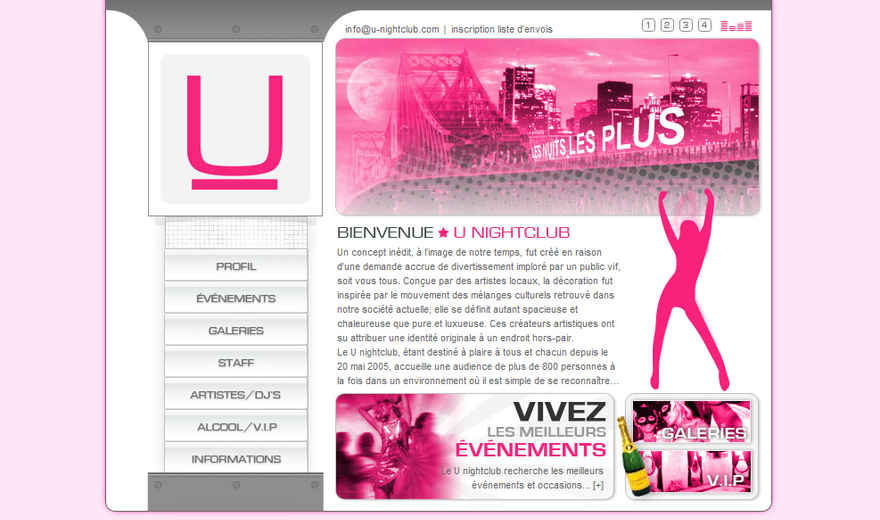 info@u-nightclub.com | inscription liste d'envois
1 2 3 4
U
LES NUITS LES PLUS
PROFIL
ÉVÉNEMENTS
GALERIES
STAFF
ARTISTES/DJ'S
ALCOOL/V.I.P
INFORMATIONS
BIENVENUE ★ U NIGHTCLUB
Un concept inédit, à l'image de notre temps, fut créé en raison
d'une demande accrue de divertissement imploré par un public vif,
soit vous tous. Conçue par des artistes locaux, la décoration fut
inspirée par le mouvement des mélanges culturels retrouvé dans
notre société actuelle; elle se définit autant spacieuse et
chaleureuse que pure et luxueuse. Ces créateurs artistiques ont
su attribuer une identité originale à un endroit hors-pair.
Le U nightclub, étant destiné à plaire à tous et chacun depuis le
20 mai 2005, accueille une audience de plus de 800 personnes à
la fois dans un environnement où il est simple de se reconnaître...
VIVEZ
LES MEILLEURS
ÉVÉNEMENTS
Le U nightclub recherche les meilleurs
événements et occasions... [+]
GALERIES
V.I.P